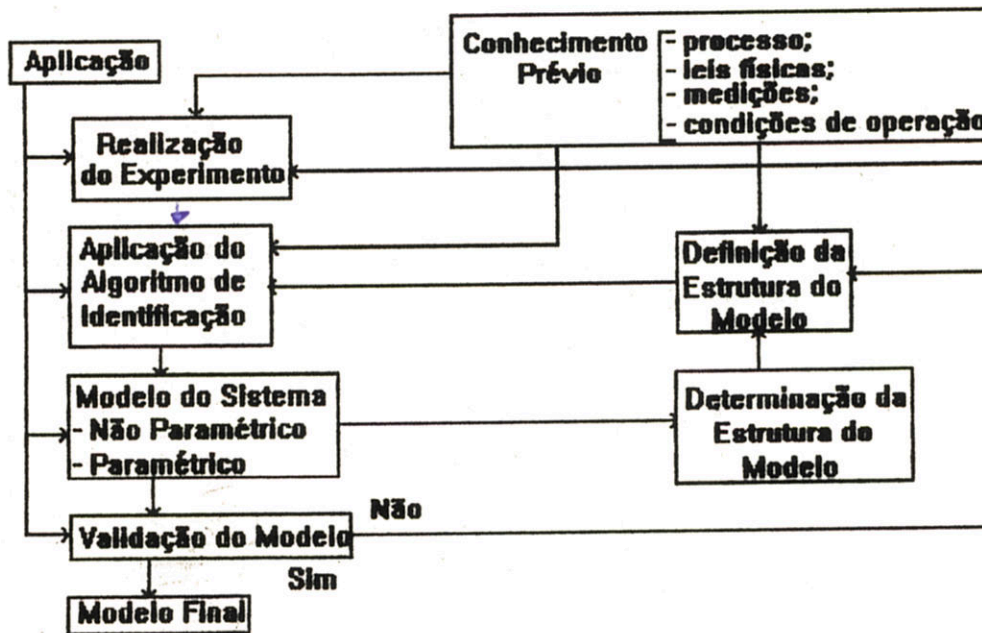 Aplicação
Conhecimento
Prévio
- processo;
- leis físicas;
- medições;
- condições de operação
Realização
do Experimento
Aplicação do
Algoritmo de
Identificação
Definição da
Estrutura do
Modelo
Modelo do Sistema
- Não Paramétrico
- Paramétrico
Determinação da
Estrutura do
Modelo
Validação do Modelo
Não
Sim
Modelo Final